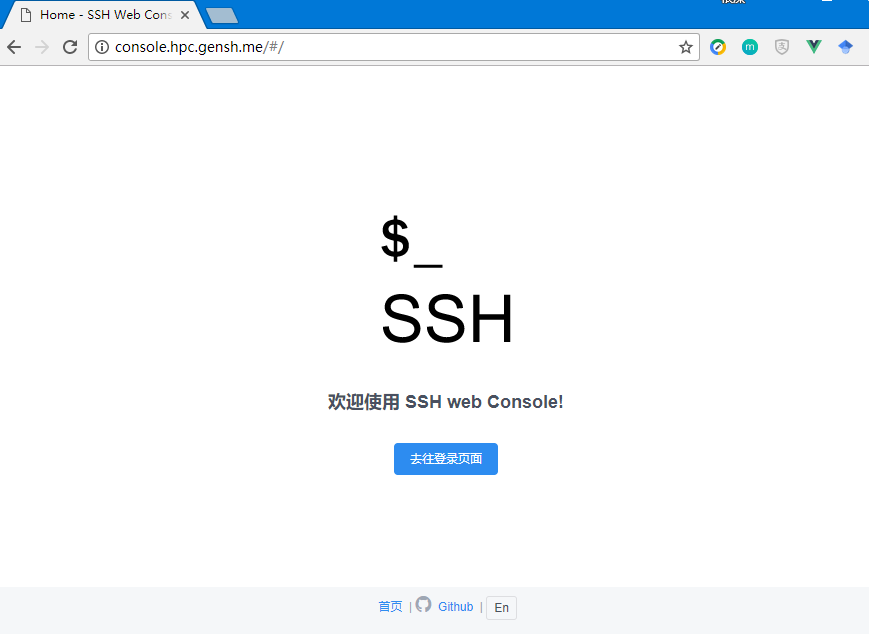 Home - SSH Web Cons
console.hpc.gensh.me/#/
m
$_
SSH
欢迎使用 SSH web Console!
去往登录页面
首页 | Github | En